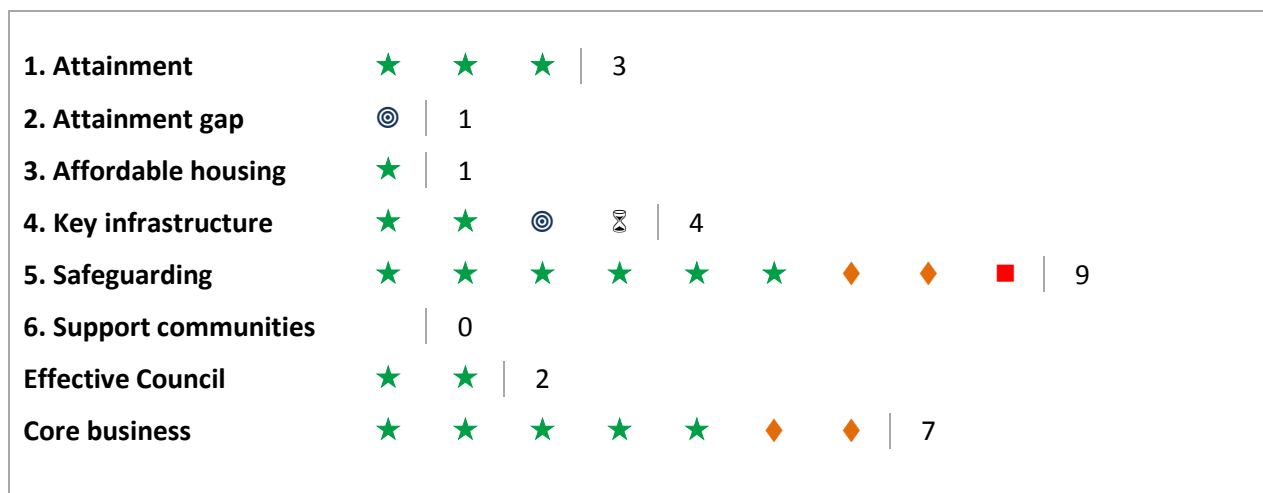 1. Attainment ★ ★ ★ 3
2. Attainment gap ◎ 1
3. Affordable housing ★ 1
4. Key infrastructure ★ ★ ◎ ⌛ 4
5. Safeguarding ★ ★ ★ ★ ★ ★ ♦ ♦ ■ 9
6. Support communities 0
Effective Council ★ ★ 2
Core business ★ ★ ★ ★ ★ ♦ ♦ 7